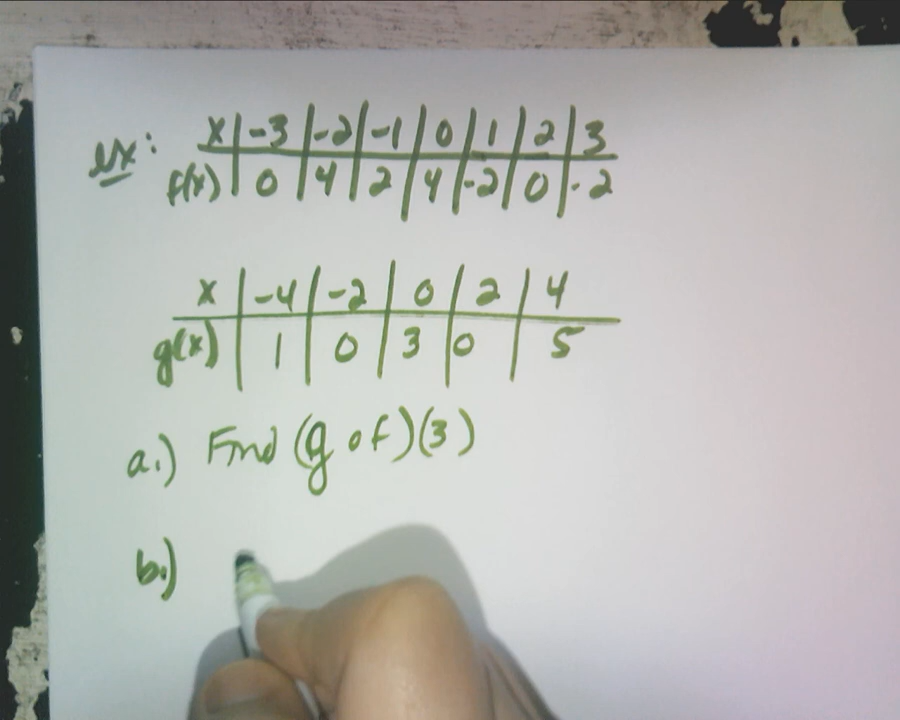 ex: x | -3 | -2 | -1 | 0 | 1 | 2 | 3
f(x) | 0 | 4 | 2 | 4 | -2 | 0 | -2
x | -4 | -2 | 0 | 2 | 4
g(x) | 1 | 0 | 3 | 0 | 5
a.) Find (g o f)(3)
b.)